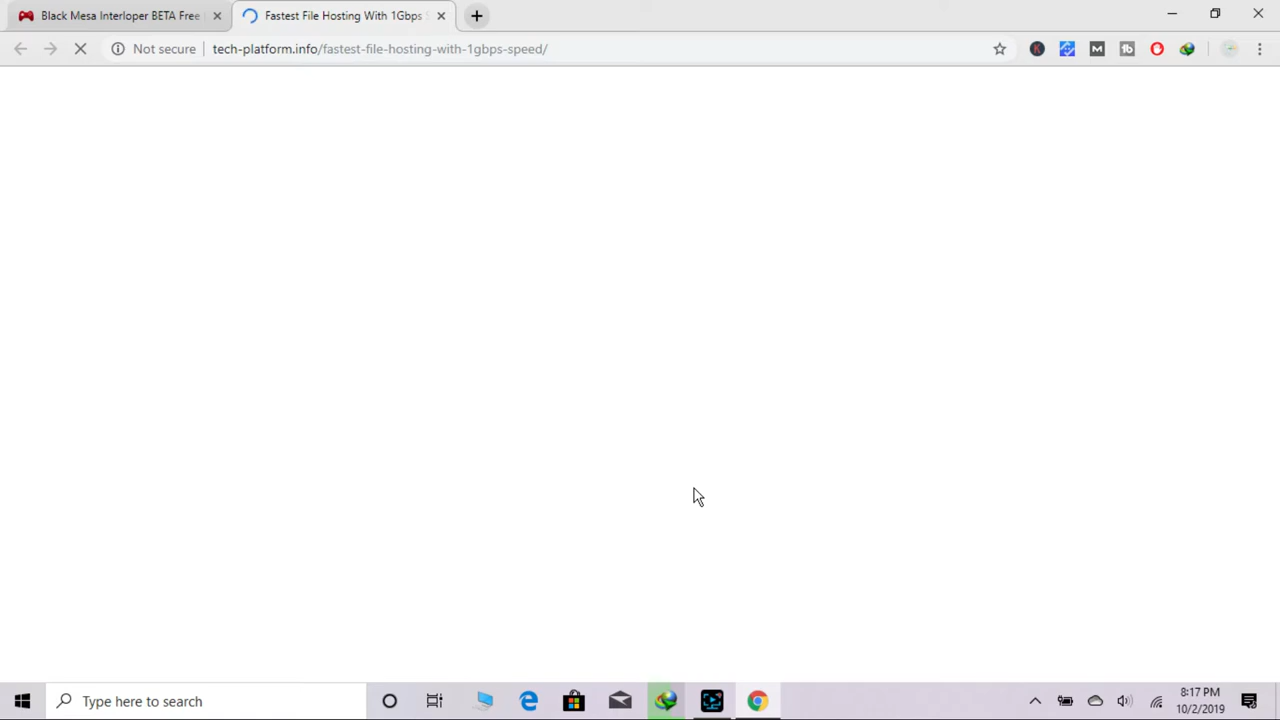 Black Mesa Interloper BETA Free
Fastest File Hosting With 1Gbps S
Not secure
tech-platform.info/fastest-file-hosting-with-1gbps-speed/
K
M
tb
Type here to search
8:17 PM
10/2/2019